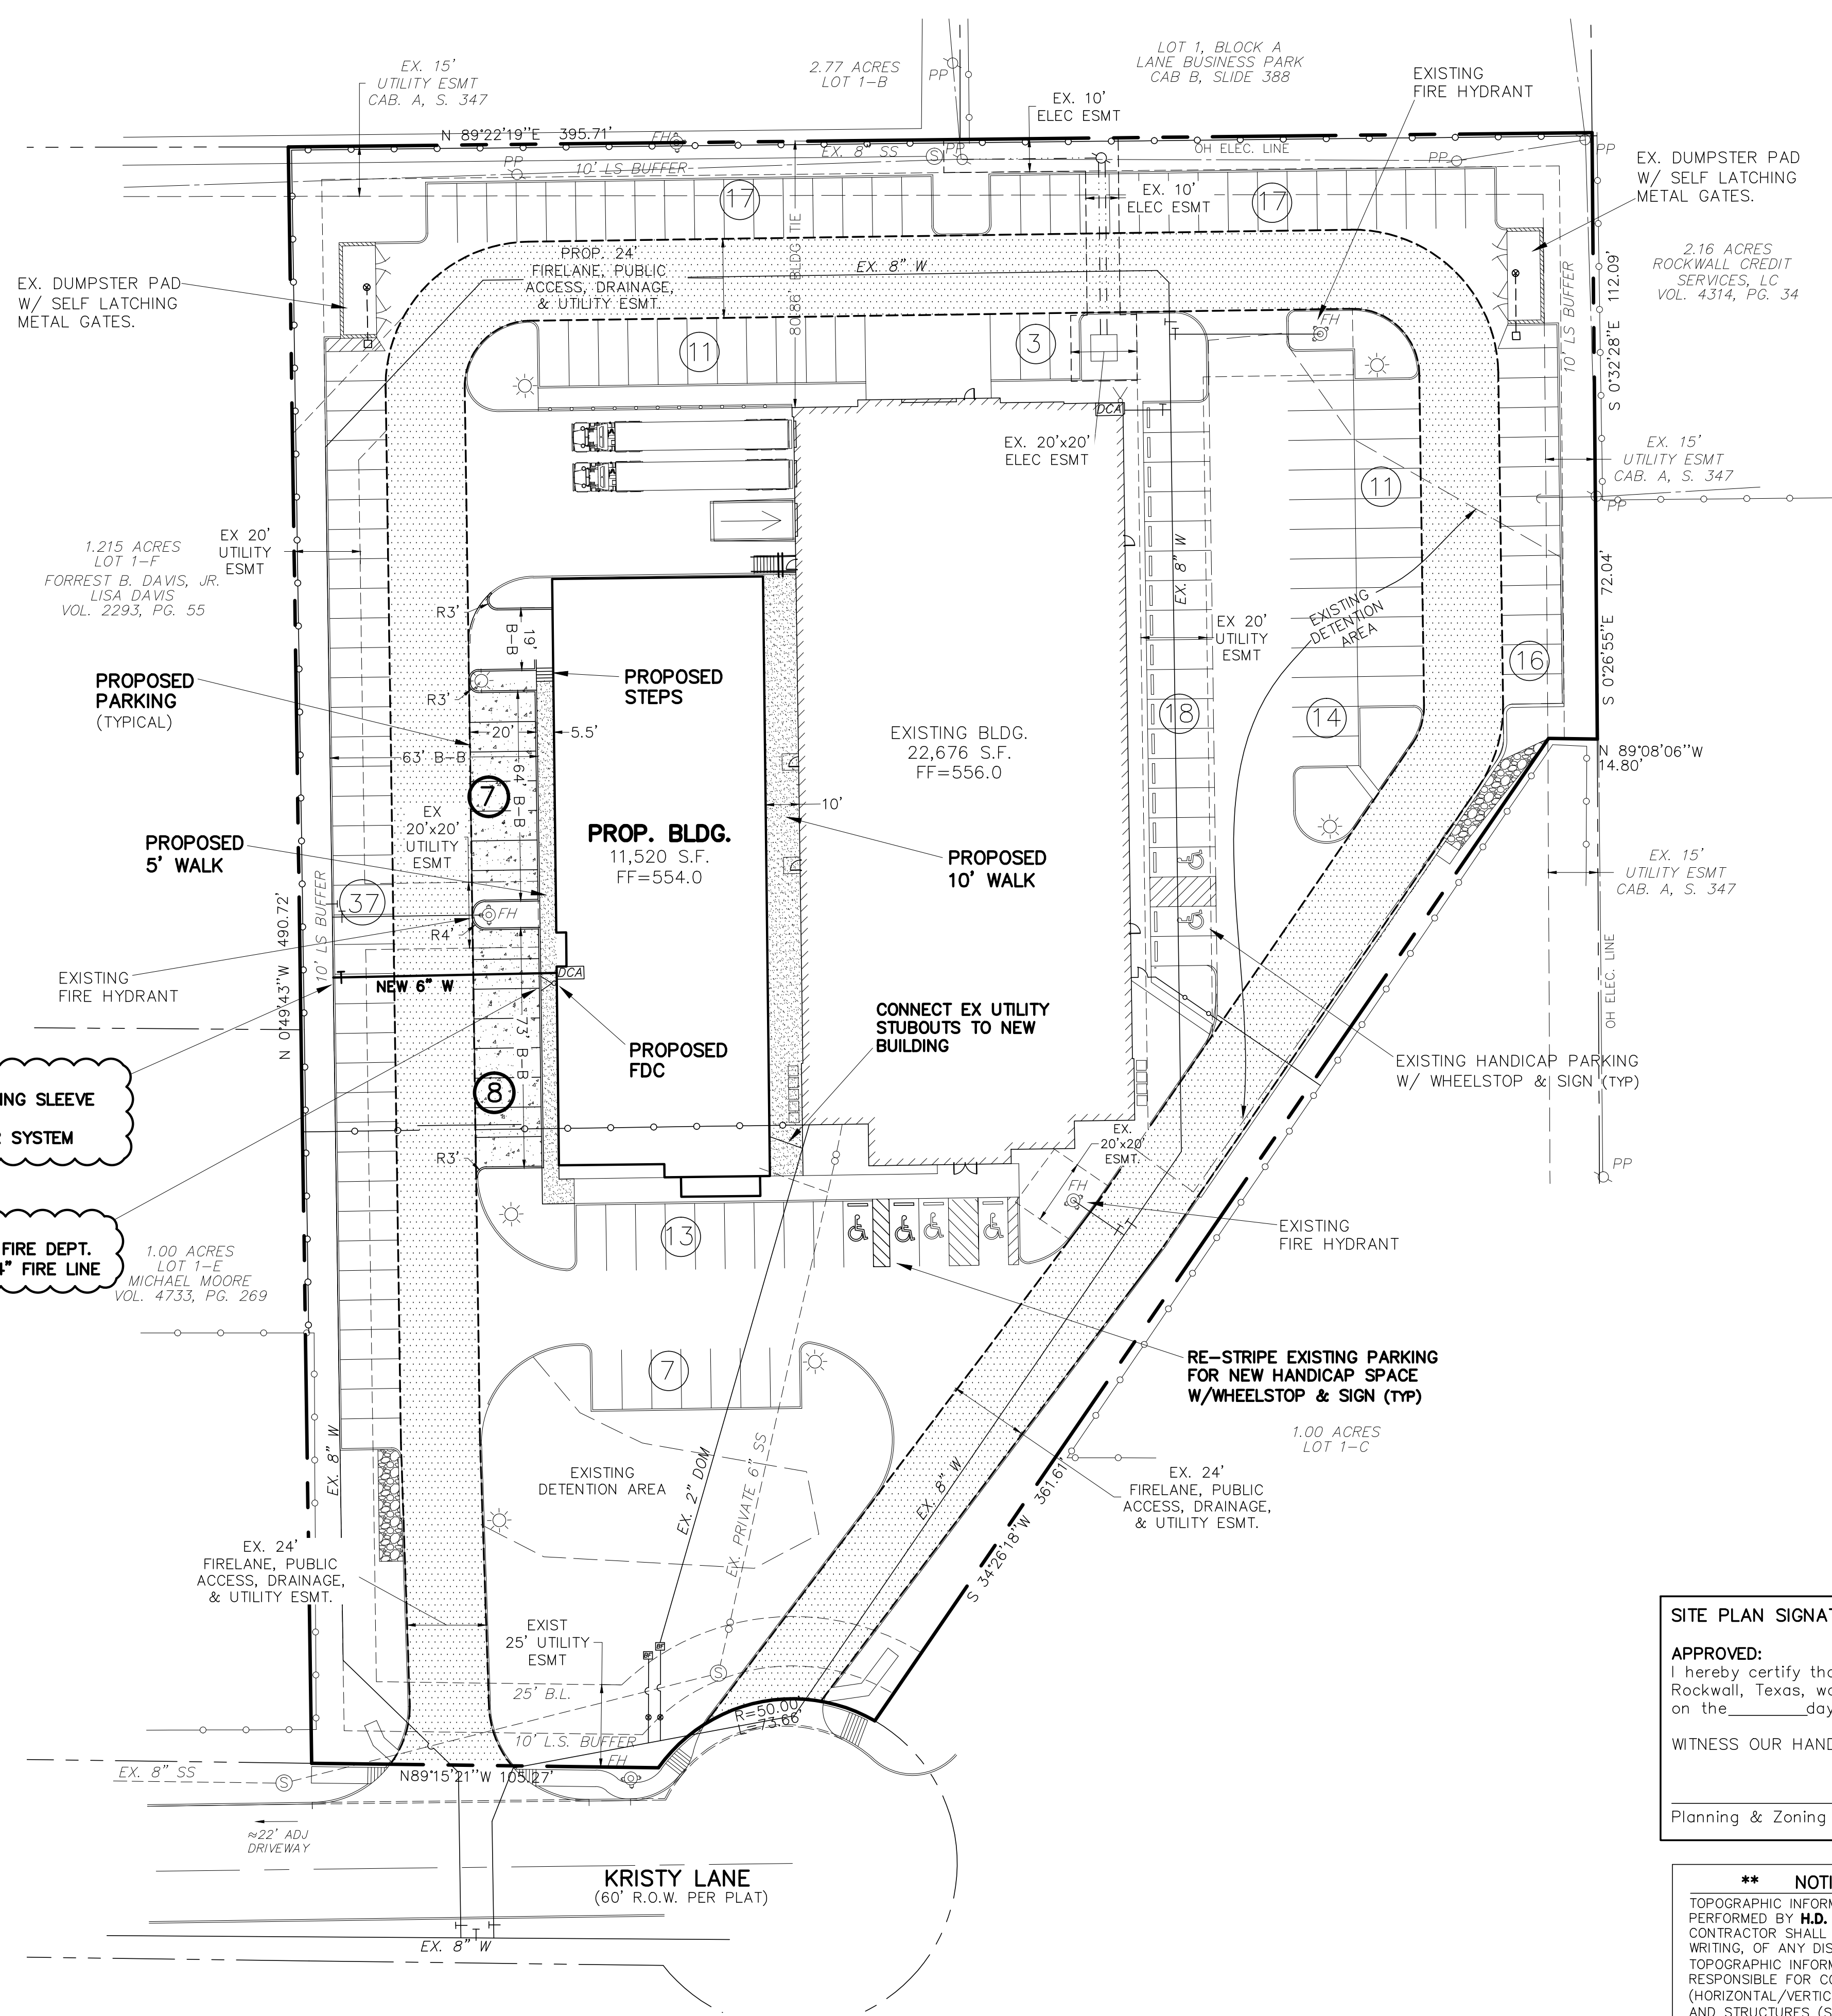 EX. 15'
UTILITY ESMT
CAB. A, S. 347
2.77 ACRES
LOT 1-B
PP
LOT 1, BLOCK A
LANE BUSINESS PARK
CAB B, SLIDE 388
EXISTING
FIRE HYDRANT
EX. 10'
ELEC ESMT
N 89°22'19"E   395.71'
FH
EX. 8" SS
S
PP
OH ELEC. LINE
PP
PP
PP
10' LS BUFFER
EX. DUMPSTER PAD
W/ SELF LATCHING
METAL GATES.
17
17
EX. 10'
ELEC ESMT
80.86' BLDG TIE
PROP. 24'
FIRELANE, PUBLIC
ACCESS, DRAINAGE,
& UTILITY ESMT.
EX. 8" W
EX. DUMPSTER PAD
W/ SELF LATCHING
METAL GATES.
2.16 ACRES
ROCKWALL CREDIT
SERVICES, LC
VOL. 4314, PG. 34
10' LS BUFFER
S 0°32'28"E  112.09'
11
3
FH
DCA
EX. 20'x20'
ELEC ESMT
EX. 15'
UTILITY ESMT
CAB. A, S. 347
PP
11
EX 20'
UTILITY
ESMT
1.215 ACRES
LOT 1-F
FORREST B. DAVIS, JR.
LISA DAVIS
VOL. 2293, PG. 55
EX. 8" W
S 0°26'55"E   72.04'
R3'
19'
B-B
EX 20'
UTILITY
ESMT
EXISTING
DETENTION
AREA
16
PROPOSED
PARKING
(TYPICAL)
R3'
PROPOSED
STEPS
20'
5.5'
63' B-B
64' B-B
7
EXISTING BLDG.
22,676 S.F.
FF=556.0
18
14
N 89°08'06"W
14.80'
10'
EX
20'x20'
UTILITY
ESMT
PROP. BLDG.
11,520 S.F.
FF=554.0
PROPOSED
5' WALK
PROPOSED
10' WALK
EX. 15'
UTILITY ESMT
CAB. A, S. 347
37
10' LS BUFFER
N 0°49'43"W  490.72'
FH
R4'
OH ELEC. LINE
EXISTING
FIRE HYDRANT
NEW 6" W
DCA
73' B-B
CONNECT EX UTILITY
STUBOUTS TO NEW
BUILDING
PROPOSED
FDC
8
EXISTING HANDICAP PARKING
W/ WHEELSTOP & SIGN (TYP)
ING SLEEVE
SYSTEM
EX.
20'x20'
ESMT.
R3'
PP
FH
FIRE DEPT.
4" FIRE LINE
13
EXISTING
FIRE HYDRANT
1.00 ACRES
LOT 1-E
MICHAEL MOORE
VOL. 4733, PG. 269
RE-STRIPE EXISTING PARKING
FOR NEW HANDICAP SPACE
W/WHEELSTOP & SIGN (TYP)
7
1.00 ACRES
LOT 1-C
EX. 8" W
EXISTING
DETENTION AREA
EX. 2" DOM
EX. PRIVATE 6" SS
EX. 8" W
S 34°26'18"W   361.61'
EX. 24'
FIRELANE, PUBLIC
ACCESS, DRAINAGE,
& UTILITY ESMT.
EX. 24'
FIRELANE, PUBLIC
ACCESS, DRAINAGE,
& UTILITY ESMT.
EXIST
25' UTILITY
ESMT
25' B.L.
S
R=50.00'
L=73.66'
10' L.S. BUFFER
FH
N89°15'21"W 105.27'
EX. 8" SS
S
≈22' ADJ
DRIVEWAY
KRISTY LANE
(60' R.O.W. PER PLAT)
EX. 8" W
SITE PLAN SIGNAT
APPROVED:
I hereby certify tha
Rockwall, Texas, wa
on the________day
WITNESS OUR HAND
Planning & Zoning
** NOTI
TOPOGRAPHIC INFORM
PERFORMED BY H.D.
CONTRACTOR SHALL
WRITING, OF ANY DIS
TOPOGRAPHIC INFORM
RESPONSIBLE FOR CO
(HORIZONTAL/VERTIC
AND STRUCTURES (S